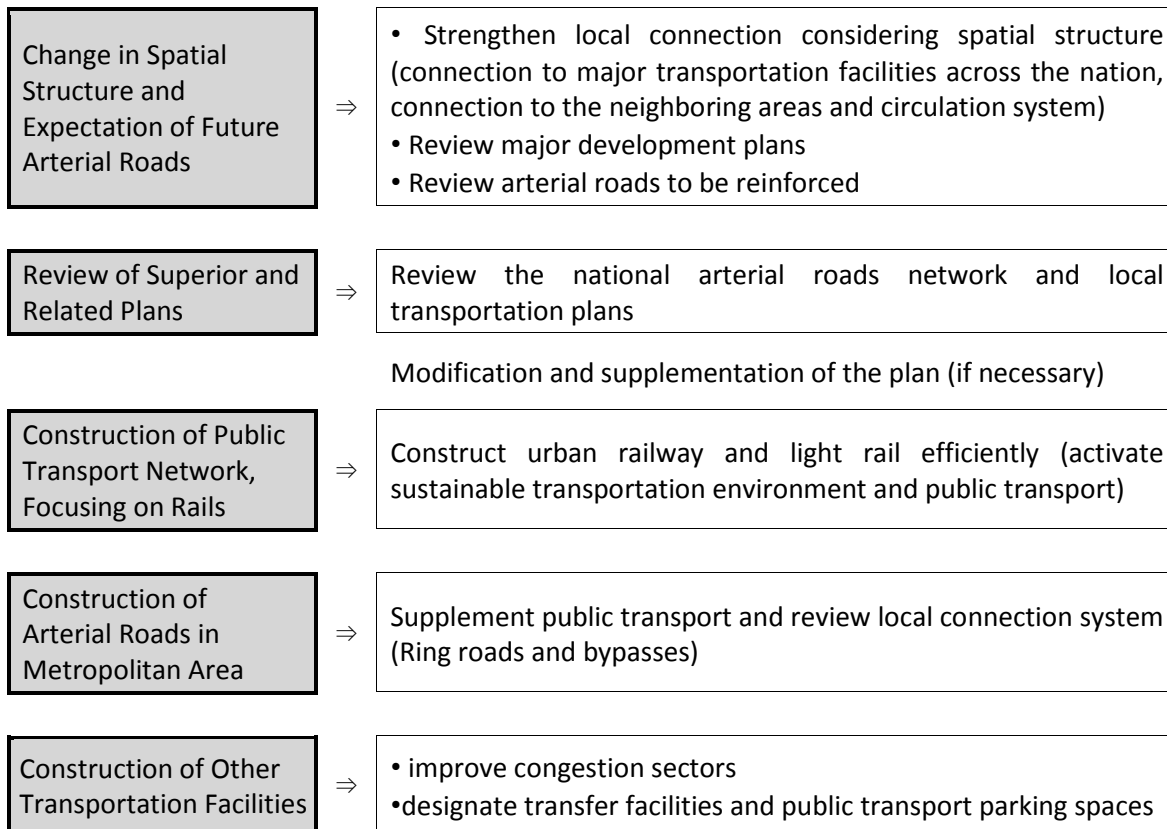 Change in Spatial
Structure and
Expectation of Future
Arterial Roads
⇒
• Strengthen local connection considering spatial structure
(connection to major transportation facilities across the nation,
connection to the neighboring areas and circulation system)
• Review major development plans
• Review arterial roads to be reinforced
Review of Superior and
Related Plans
⇒
Review the national arterial roads network and local
transportation plans
Modification and supplementation of the plan (if necessary)
Construction of Public
Transport Network,
Focusing on Rails
⇒
Construct urban railway and light rail efficiently (activate
sustainable transportation environment and public transport)
Construction of
Arterial Roads in
Metropolitan Area
⇒
Supplement public transport and review local connection system
(Ring roads and bypasses)
Construction of Other
Transportation Facilities
⇒
• improve congestion sectors
•designate transfer facilities and public transport parking spaces